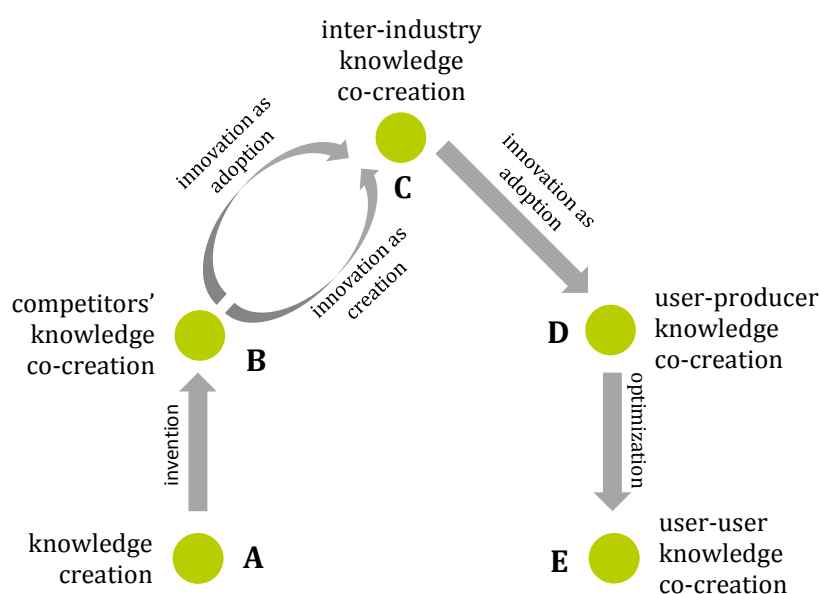 inter-industry
knowledge
co-creation
C
innovation as
adoption
innovation as
creation
innovation as
adoption
competitors’
knowledge
co-creation
B
user-producer
knowledge
co-creation
D
invention
optimization
knowledge
creation
A
user-user
knowledge
co-creation
E